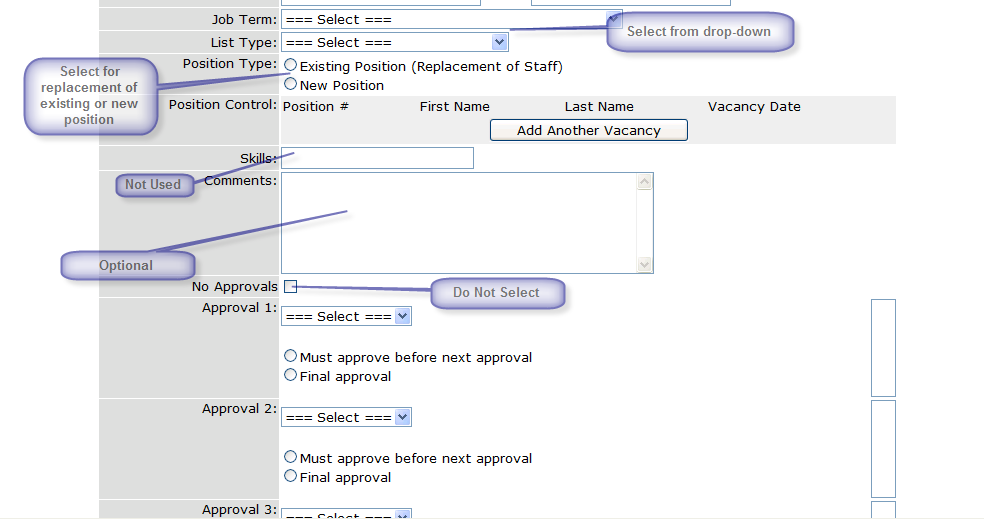 Job Term: === Select ===
Select from drop-down
List Type: === Select ===
Position Type: Existing Position (Replacement of Staff)
New Position
Select for
replacement of
existing or new
position
Position Control: Position # First Name Last Name Vacancy Date
Add Another Vacancy
Skills:
Not Used
Comments:
Optional
No Approvals
Do Not Select
Approval 1:
=== Select ===
Must approve before next approval
Final approval
Approval 2:
=== Select ===
Must approve before next approval
Final approval
Approval 3:
=== Select ===